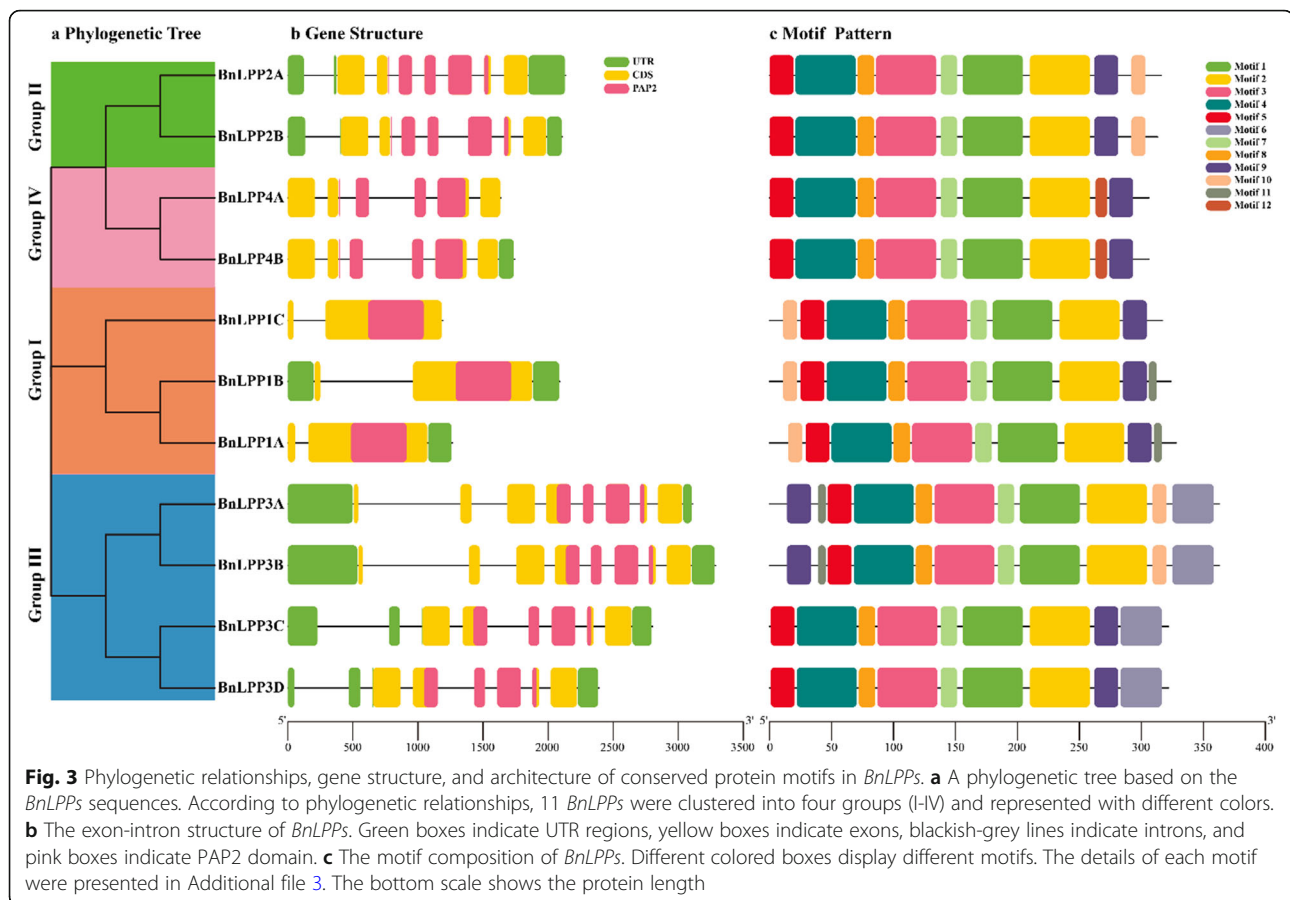 a Phylogenetic Tree
b Gene Structure
c Motif Pattern
Group II
Group IV
Group I
Group III
BnLPP2A
BnLPP2B
BnLPP4A
BnLPP4B
BnLPP1C
BnLPP1B
BnLPP1A
BnLPP3A
BnLPP3B
BnLPP3C
BnLPP3D
UTR
CDS
PAP2
Motif 1
Motif 2
Motif 3
Motif 4
Motif 5
Motif 6
Motif 7
Motif 8
Motif 9
Motif 10
Motif 11
Motif 12
5' 3'
0 500 1000 1500 2000 2500 3000 3500
5' 3'
0 50 100 150 200 250 300 350 400
Fig. 3 Phylogenetic relationships, gene structure, and architecture of conserved protein motifs in BnLPPs. a A phylogenetic tree based on the
BnLPPs sequences. According to phylogenetic relationships, 11 BnLPPs were clustered into four groups (I-IV) and represented with different colors.
b The exon-intron structure of BnLPPs. Green boxes indicate UTR regions, yellow boxes indicate exons, blackish-grey lines indicate introns, and
pink boxes indicate PAP2 domain. c The motif composition of BnLPPs. Different colored boxes display different motifs. The details of each motif
were presented in Additional file 3. The bottom scale shows the protein length